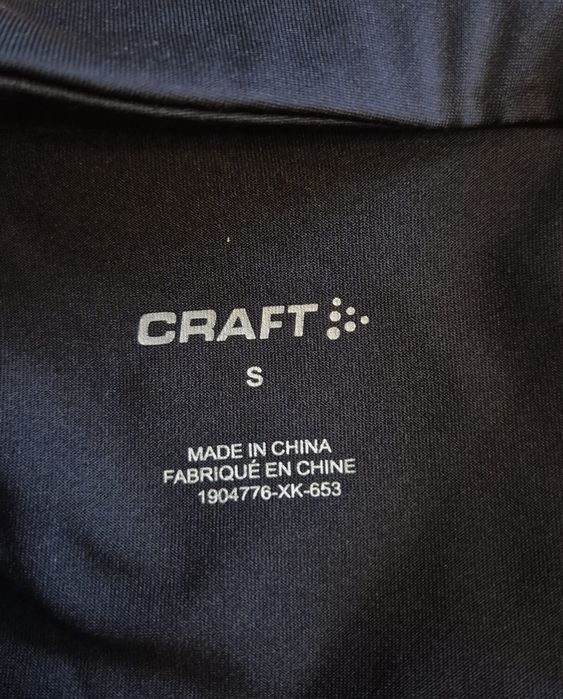 CRAFT
S
MADE IN CHINA
FABRIQUÉ EN CHINE
1904776-XK-653